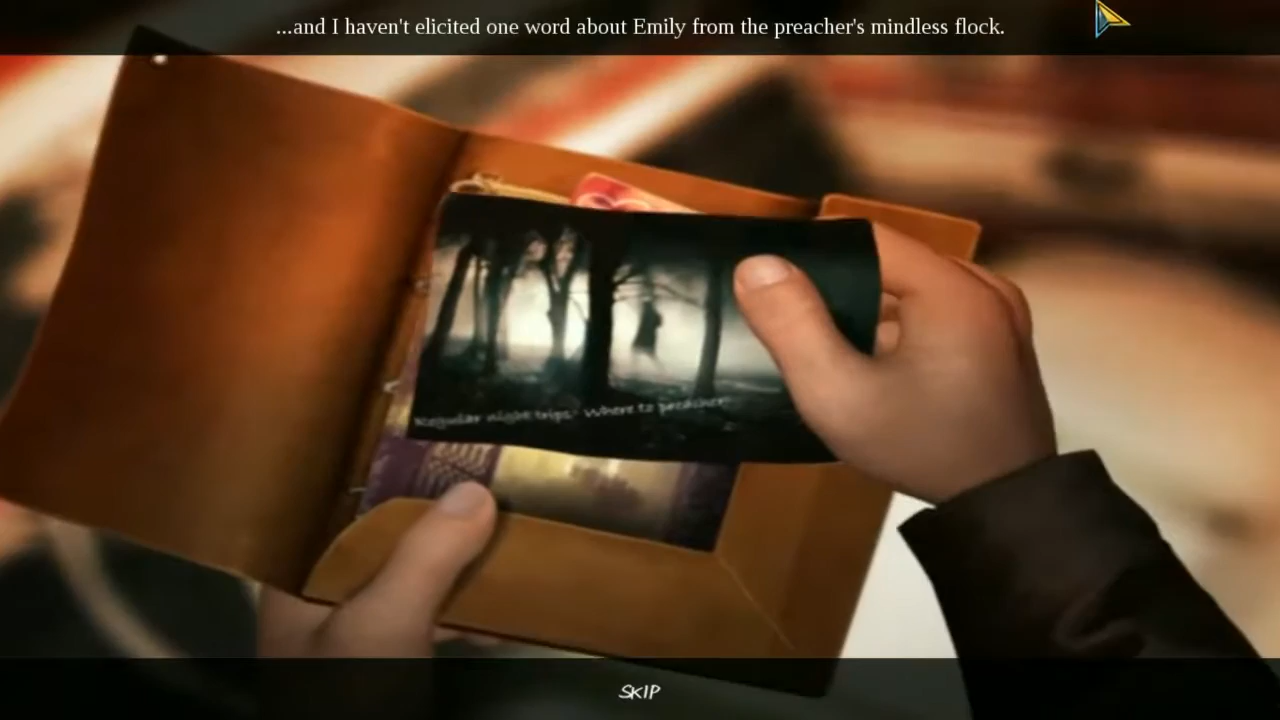 ...and I haven't elicited one word about Emily from the preacher's mindless flock.
Regular night trips. Where to preacher
SKIP